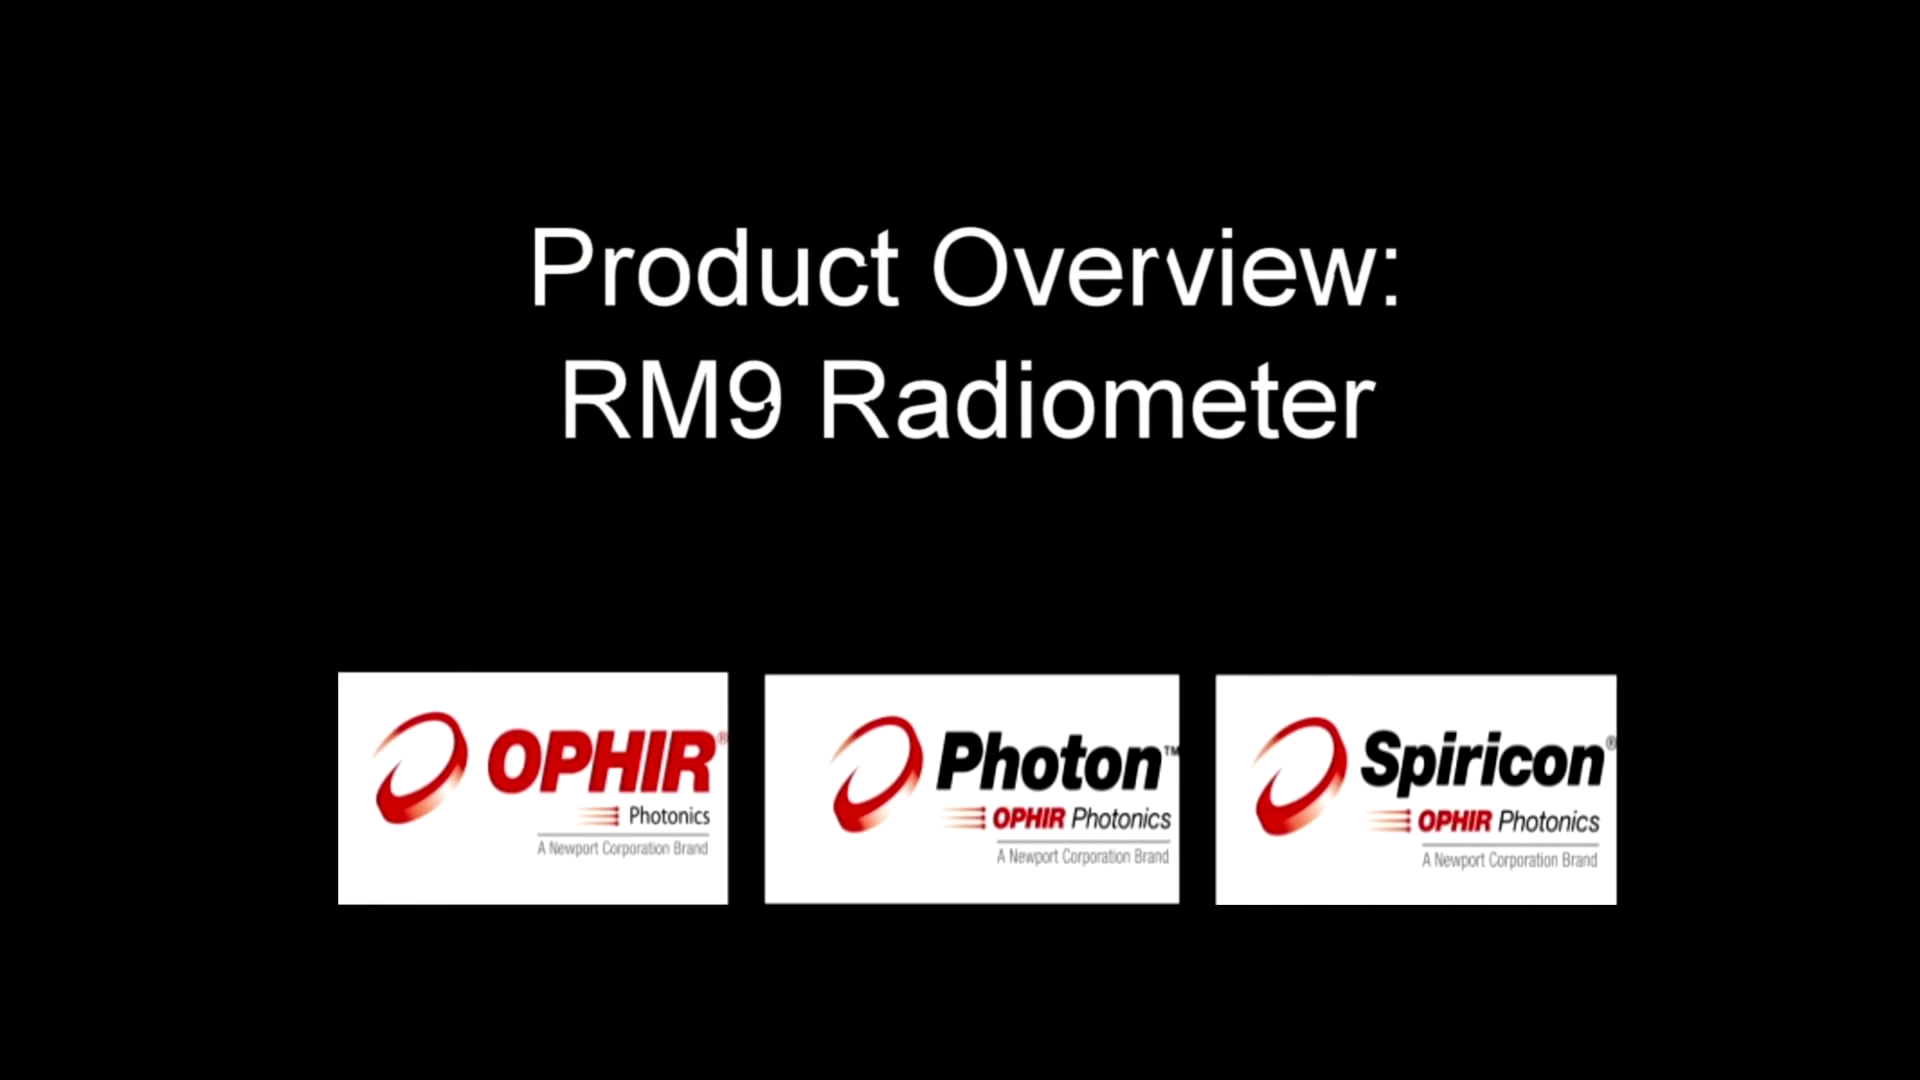 Product Overview:
RM9 Radiometer
OPHIR®
Photonics
A Newport Corporation Brand
Photon™
OPHIR Photonics
A Newport Corporation Brand
Spiricon®
OPHIR Photonics
A Newport Corporation Brand